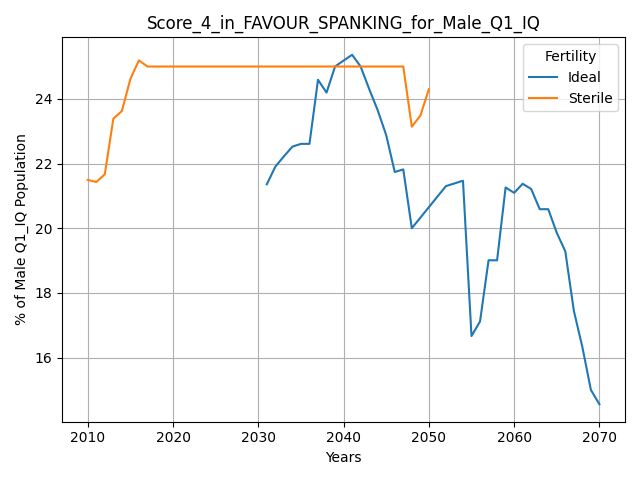 Score_4_in_FAVOUR_SPANKING_for_Male_Q1_IQ
Fertility
Ideal
Sterile
% of Male Q1_IQ Population
24
22
20
18
16
2010 2020 2030 2040 2050 2060 2070
Years